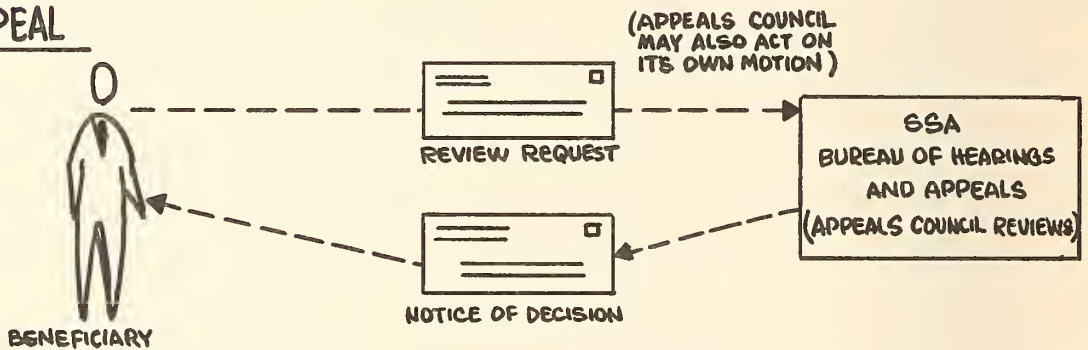 PEAL
(APPEALS COUNCIL
MAY ALSO ACT ON
ITS OWN MOTION)
REVIEW REQUEST
SSA
BUREAU OF HEARINGS
AND APPEALS
(APPEALS COUNCIL REVIEWS)
NOTICE OF DECISION
BENEFICIARY